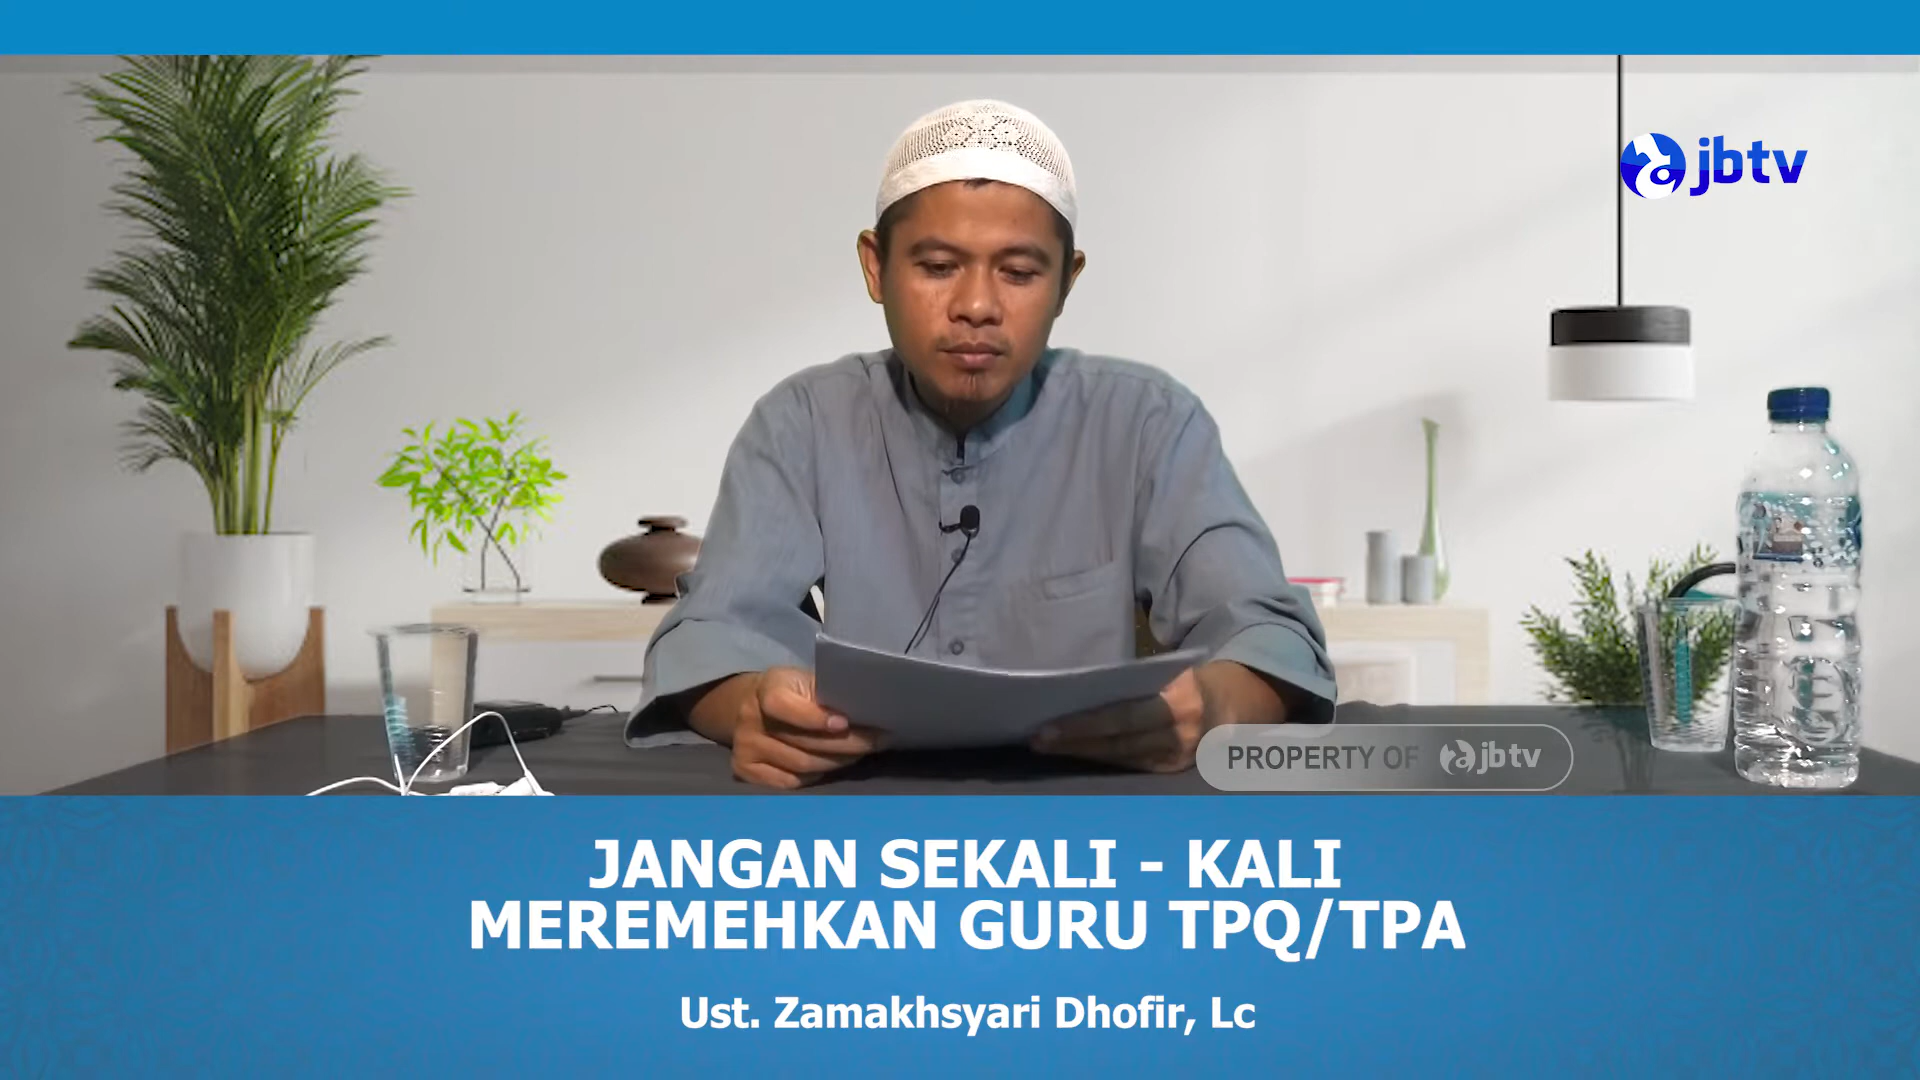 jbtv
PROPERTY OF jbtv
JANGAN SEKALI - KALI
MEREMEHKAN GURU TPQ/TPA
Ust. Zamakhsyari Dhofir, Lc